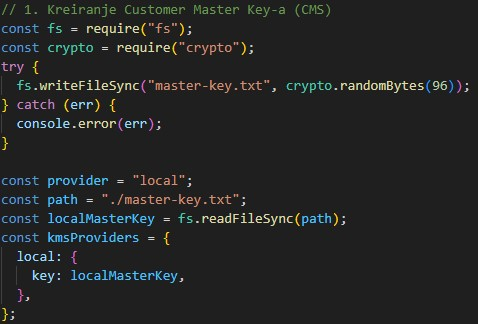 // 1. Kreiranje Customer Master Key-a (CMS)
const fs = require("fs");
const crypto = require("crypto");
try {
  fs.writeFileSync("master-key.txt", crypto.randomBytes(96));
} catch (err) {
  console.error(err);
}

const provider = "local";
const path = "./master-key.txt";
const localMasterKey = fs.readFileSync(path);
const kmsProviders = {
  local: {
    key: localMasterKey,
  },
};